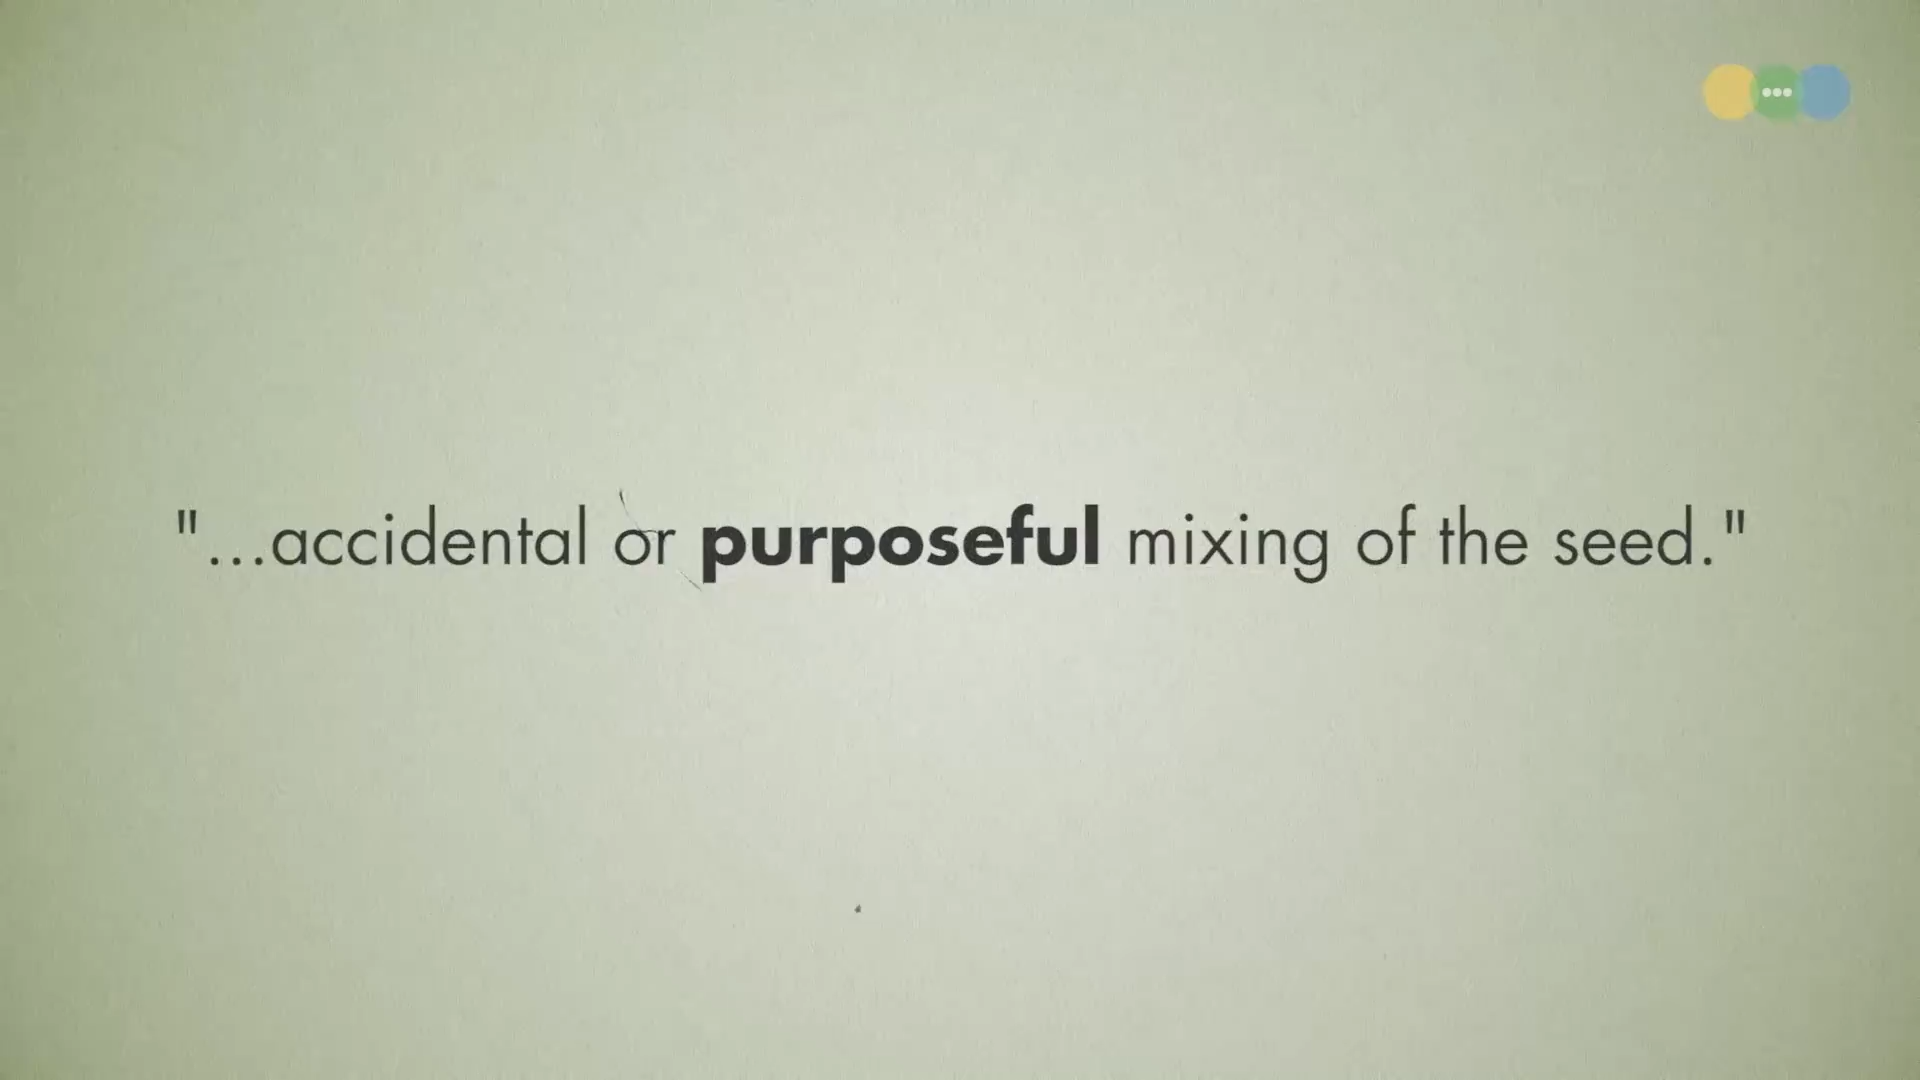 "...accidental or purposeful mixing of the seed."